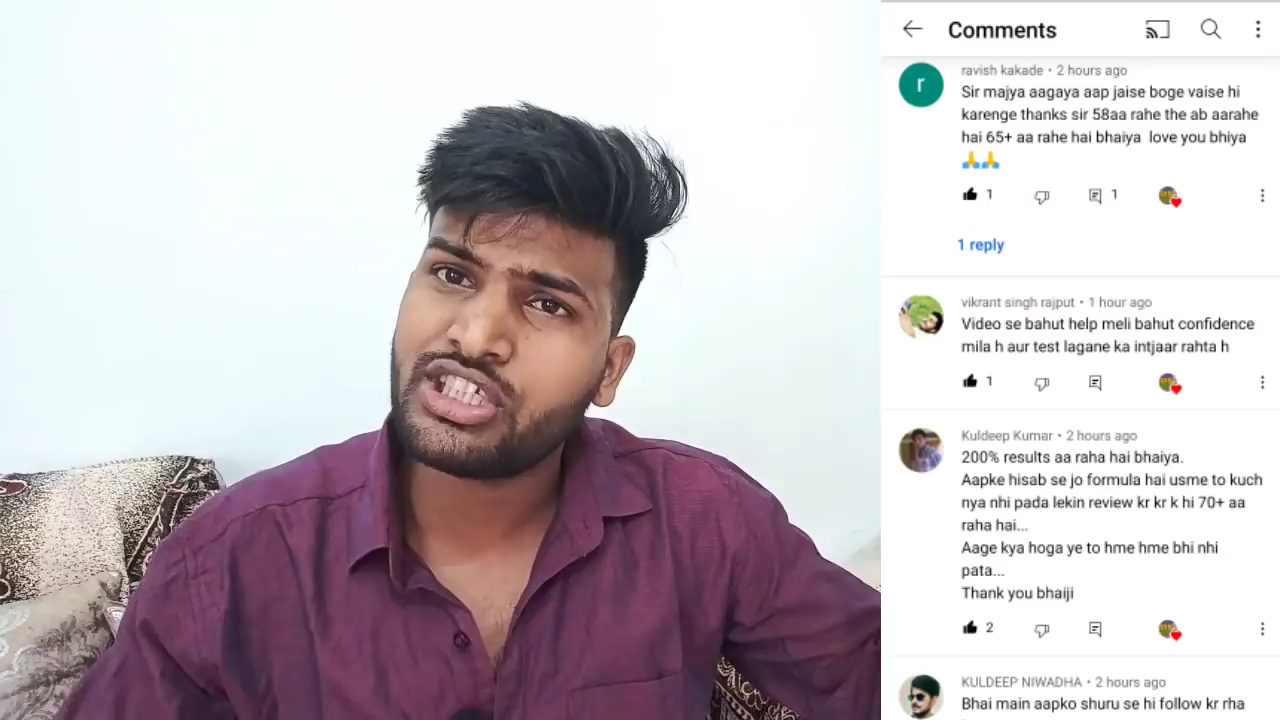 Comments
r
ravish kakade • 2 hours ago
Sir majya aagaya aap jaise boge vaise hi
karenge thanks sir 58aa rahe the ab aarahe
hai 65+ aa rahe hai bhaiya love you bhiya
🙏🙏
1
1
1 reply
vikrant singh rajput • 1 hour ago
Video se bahut help meli bahut confidence
mila h aur test lagane ka intjaar rahta h
1
Kuldeep Kumar • 2 hours ago
200% results aa raha hai bhaiya.
Aapke hisab se jo formula hai usme to kuch
nya nhi pada lekin review kr kr k hi 70+ aa
raha hai...
Aage kya hoga ye to hme hme bhi nhi
pata...
Thank you bhaiji
2
KULDEEP NIWADHA • 2 hours ago
Bhai main aapko shuru se hi follow kr rha